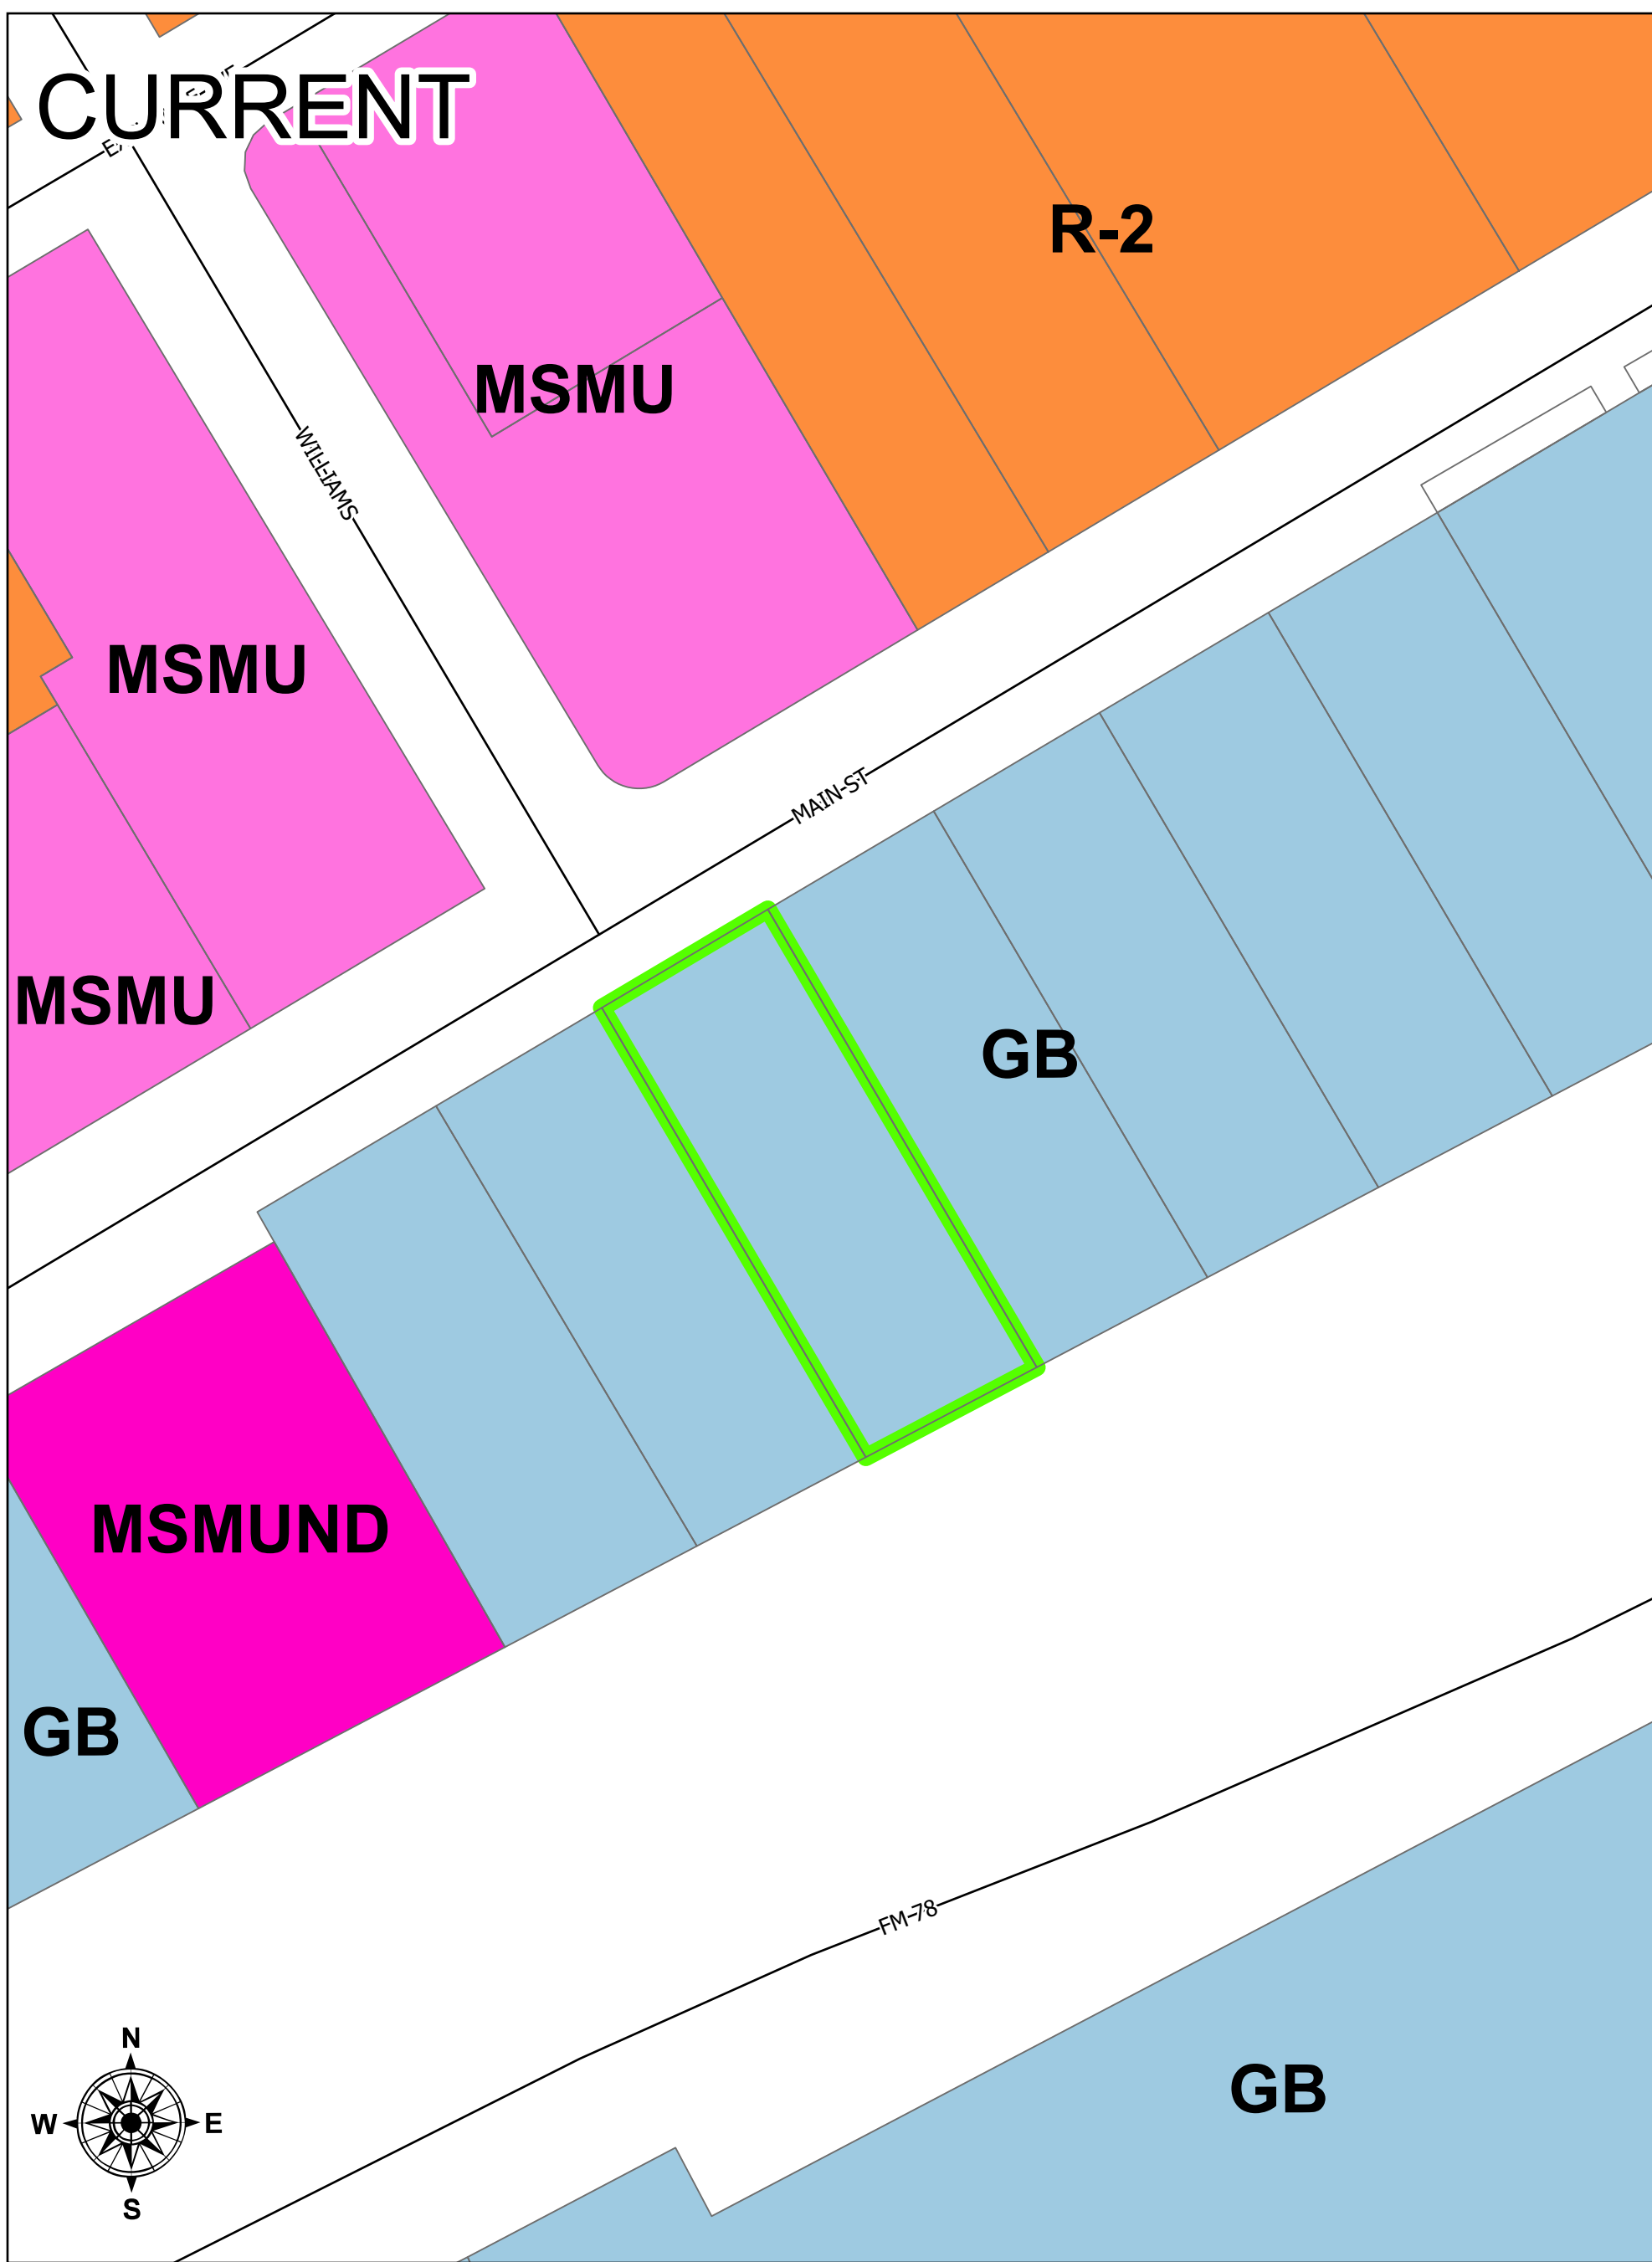 CURRENT
R-2
MSMU
WILLIAMS
MSMU
MAIN-ST
MSMU
GB
MSMUND
GB
FM-78
N
W
E
S
GB